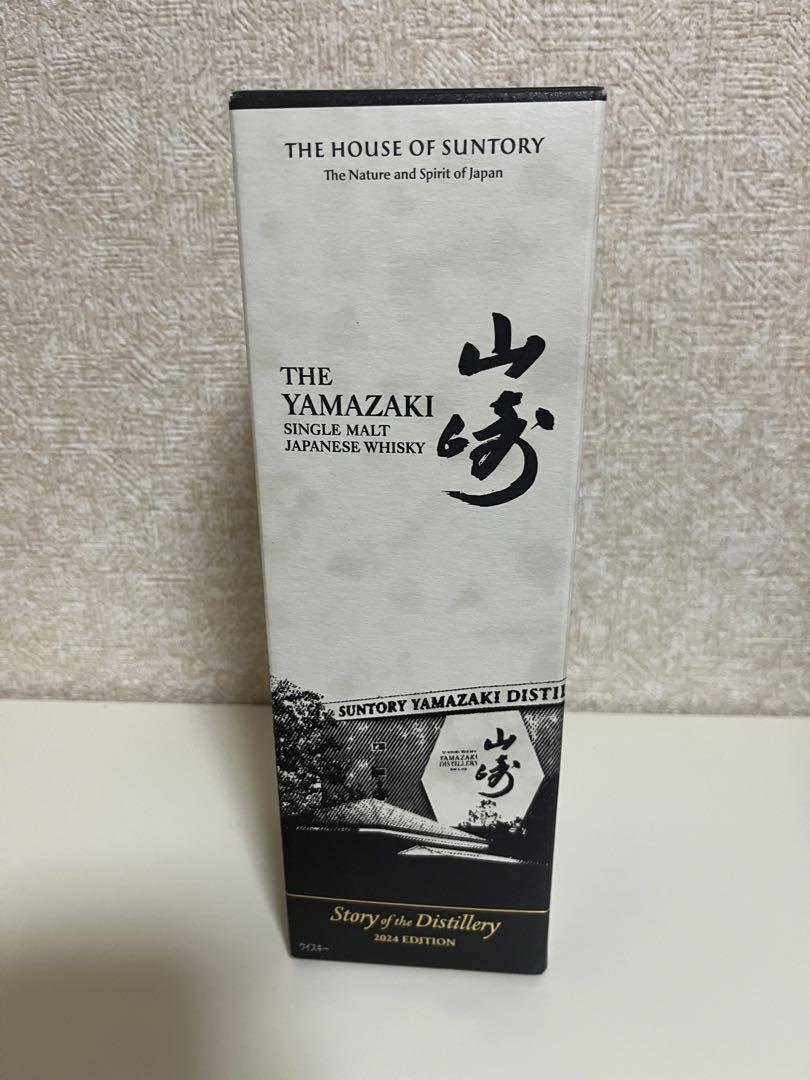 THE HOUSE OF SUNTORY
The Nature and Spirit of Japan
山崎
THE
YAMAZAKI
SINGLE MALT
JAPANESE WHISKY
SUNTORY YAMAZAKI DISTI
山崎
YAMAZAKI
DISTILLERY
Story of the Distillery
2024 EDITION
ウイスキー